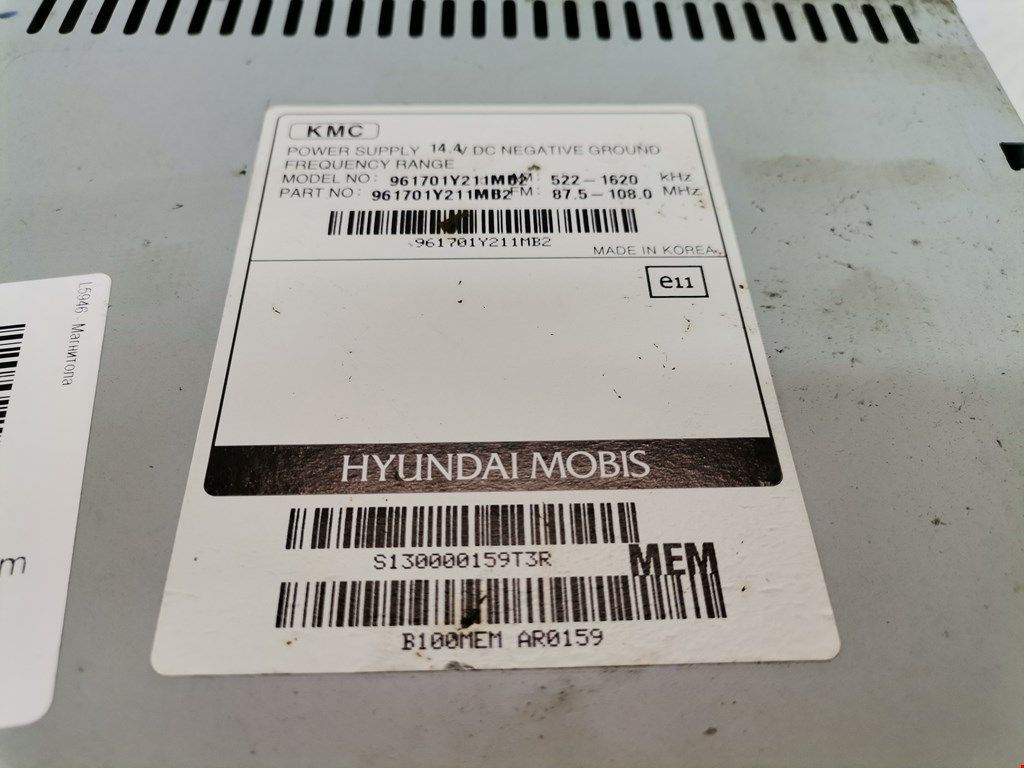 KMC
POWER SUPPLY 14.4V DC NEGATIVE GROUND
FREQUENCY RANGE
MODEL NO: 961701Y211MB2 AM: 522-1620 kHz
PART NO: 961701Y211MB2 FM: 87.5-108.0 MHz
961701Y211MB2
MADE IN KOREA
e11
HYUNDAI MOBIS
S130000159T3R
MEM
B100MEM AR0159
L5946 Магнитола